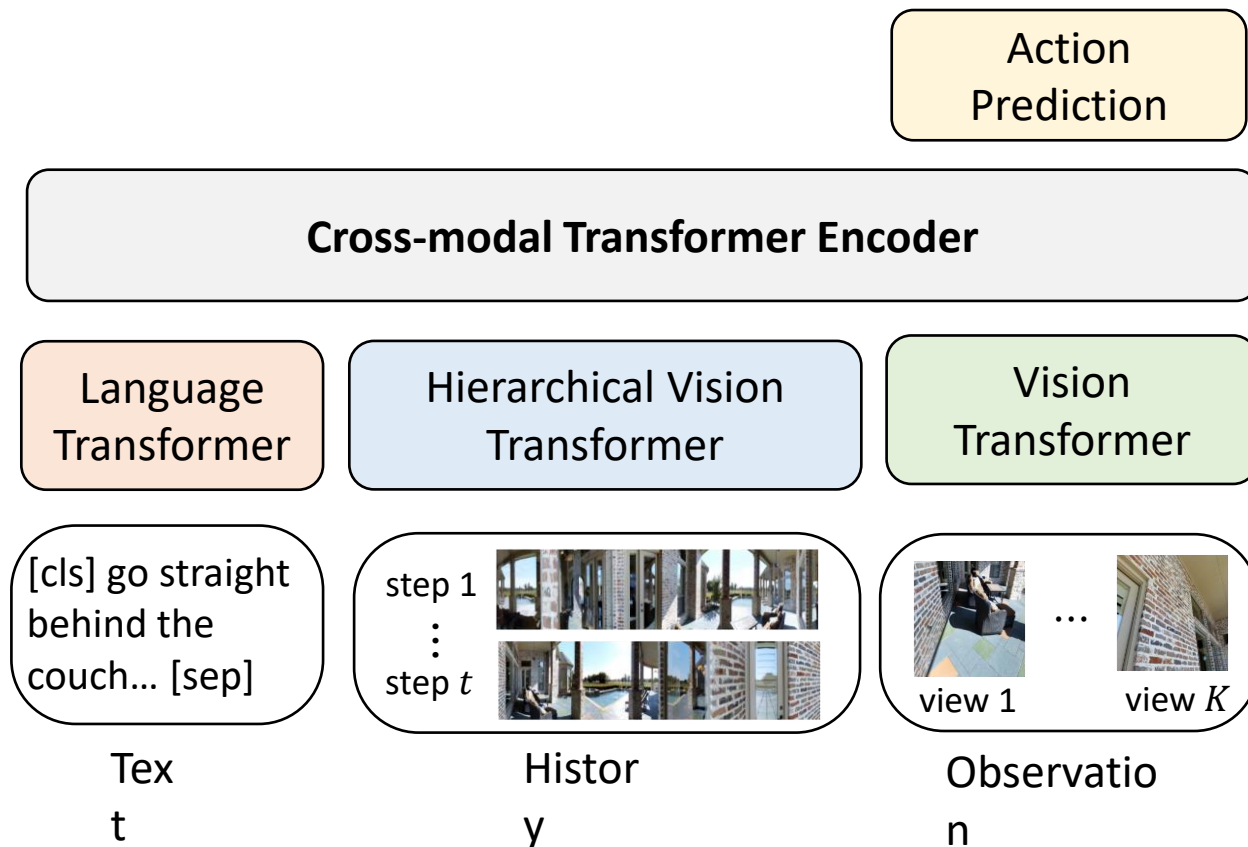 Action
Prediction
Cross-modal Transformer Encoder
Language
Transformer
Hierarchical Vision
Transformer
Vision
Transformer
[cls] go straight
behind the
couch… [sep]
step 1
⋮
step t
…
view 1
view K
Tex
t
Histor
y
Observatio
n